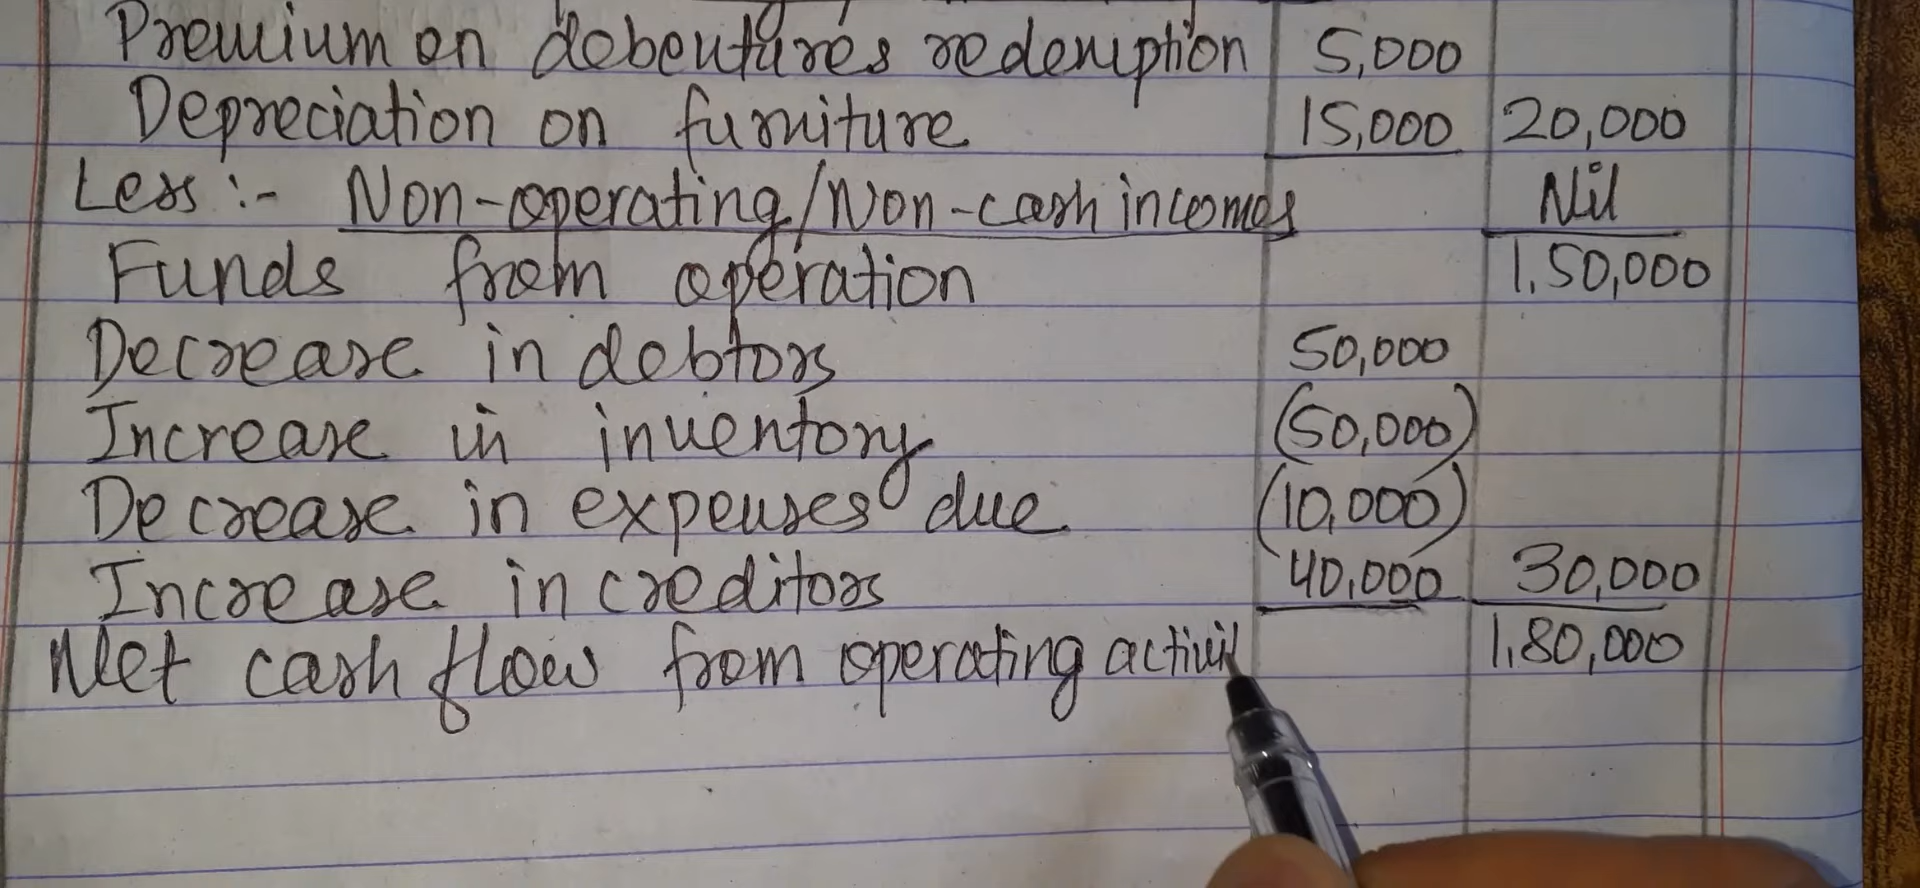 Premium on debentures redemption 5,000
Depreciation on furniture 15,000 20,000
Less :- Non-operating/Non-cash incomes Nil
Funds from operation 1,50,000
Decrease in debtors 50,000
Increase in inventory (50,000)
Decrease in expenses due (10,000)
Increase in creditors 40,000 30,000
Net cash flow from operating activi 1,80,000